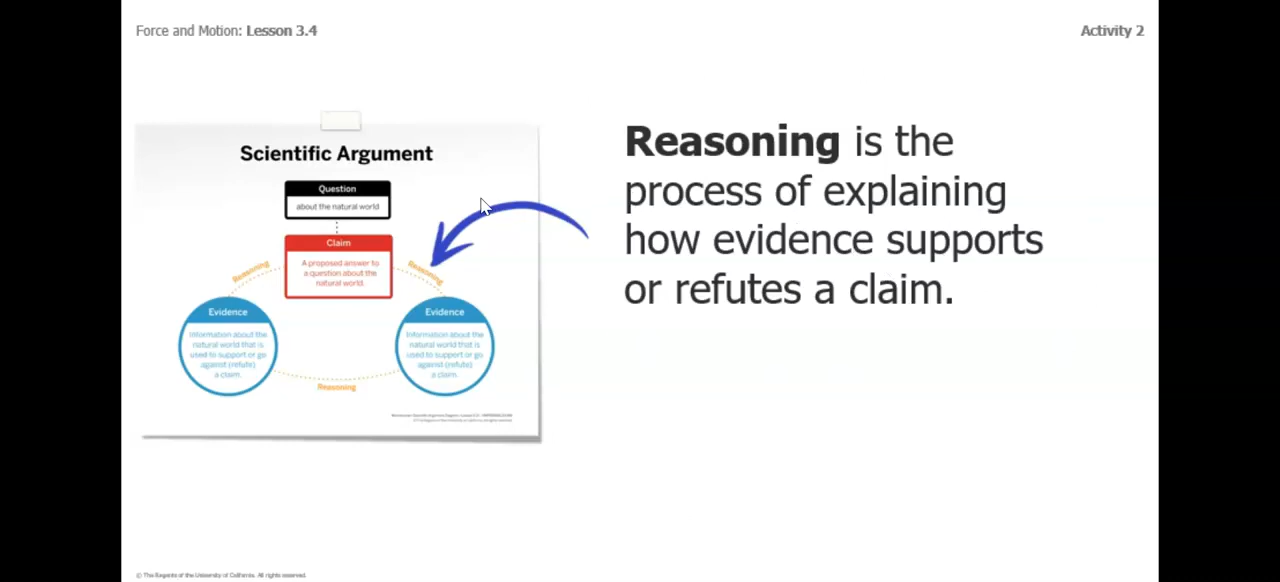 Force and Motion: Lesson 3.4
Activity 2
Scientific Argument
Question
about the natural world
Claim
A proposed answer to
a question about the
natural world.
Reasoning
Reasoning
Evidence
Information about the
natural world that is
used to support or go
against (refute)
a claim.
Evidence
Information about the
natural world that is
used to support or go
against (refute)
a claim.
Reasoning
Reasoning is the
process of explaining
how evidence supports
or refutes a claim.
© The Regents of the University of California. All rights reserved.